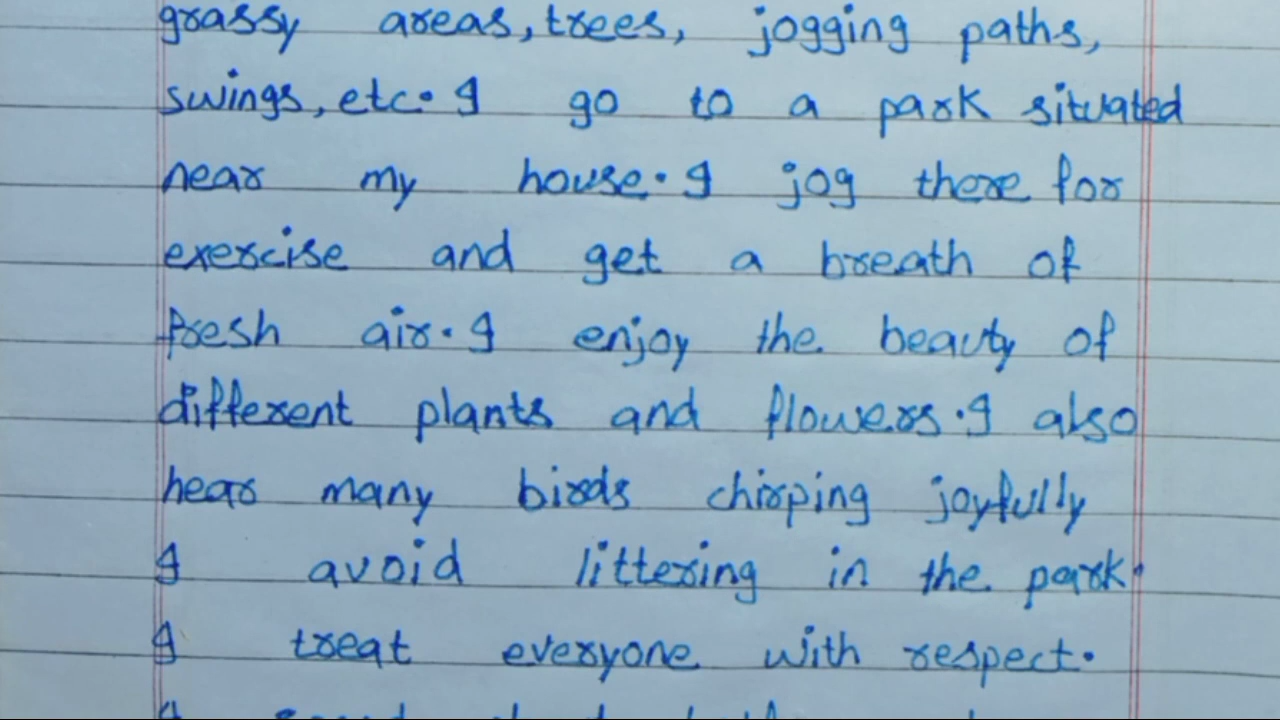 grassy areas, trees, jogging paths,
swings, etc. I go to a park situated
near my house. I jog there for
exercise and get a breath of
fresh air. I enjoy the beauty of
different plants and flowers. I also
hear many birds chirping joyfully
I avoid littering in the park.
I treat everyone with respect.
I